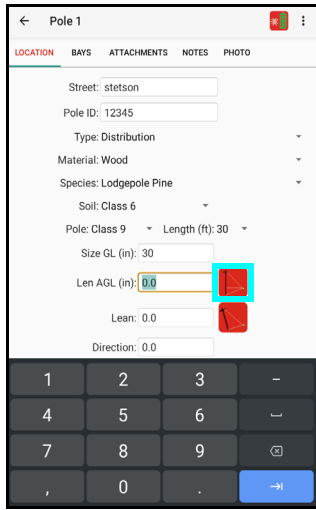 Pole 1
LOCATION BAYS ATTACHMENTS NOTES PHOTO
Street: stetson
Pole ID: 12345
Type: Distribution
Material: Wood
Species: Lodgepole Pine
Soil: Class 6
Pole: Class 9 Length (ft): 30
Size GL (in): 30
Len AGL (in): 0.0
Lean: 0.0
Direction: 0.0
1 2 3 –
4 5 6
7 8 9
, 0 .